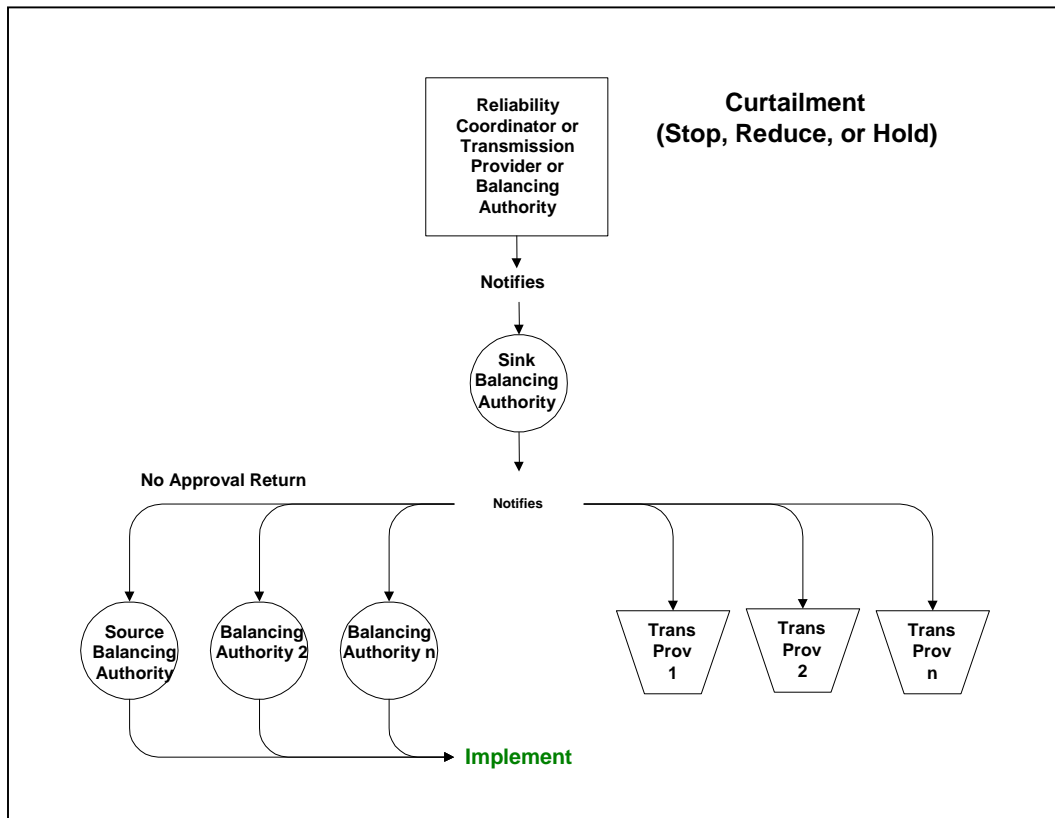 Reliability
Coordinator or
Transmission
Provider or
Balancing
Authority
Curtailment
(Stop, Reduce, or Hold)
Notifies
Sink
Balancing
Authority
No Approval Return
Notifies
Source
Balancing
Authority
Balancing
Authority 2
Balancing
Authority n
Trans
Prov
1
Trans
Prov
2
Trans
Prov
n
Implement